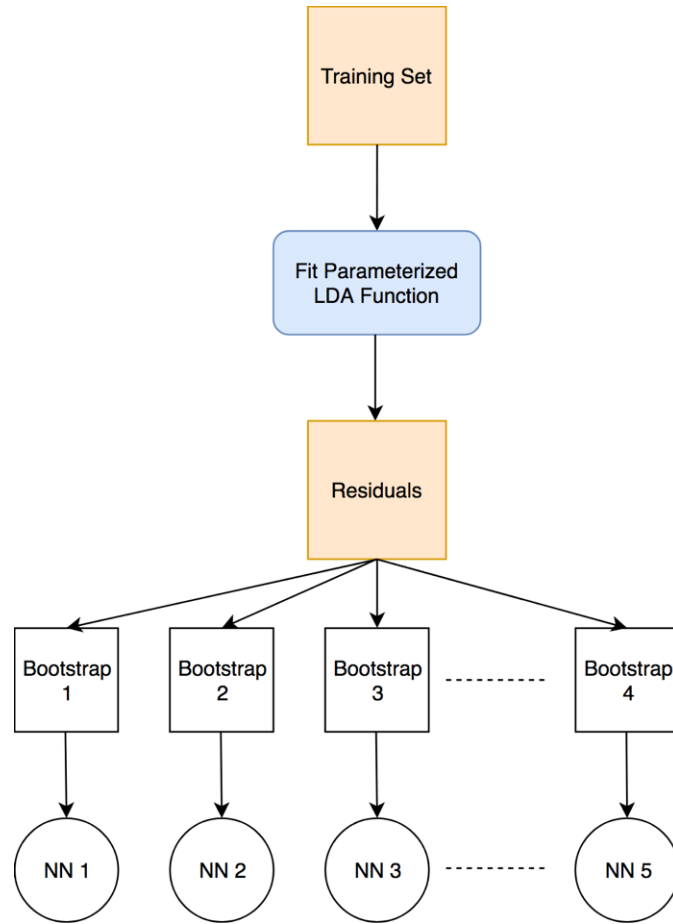 Training Set
Fit Parameterized
LDA Function
Residuals
Bootstrap
1
Bootstrap
2
Bootstrap
3
Bootstrap
4
NN 1
NN 2
NN 3
NN 5